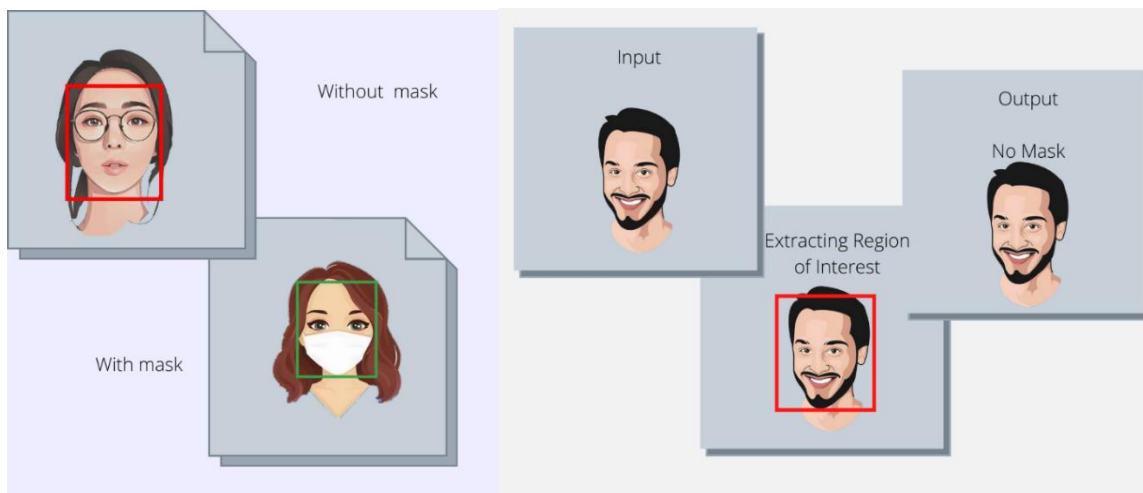 Without mask
With mask
Input
Extracting Region
of Interest
Output
No Mask